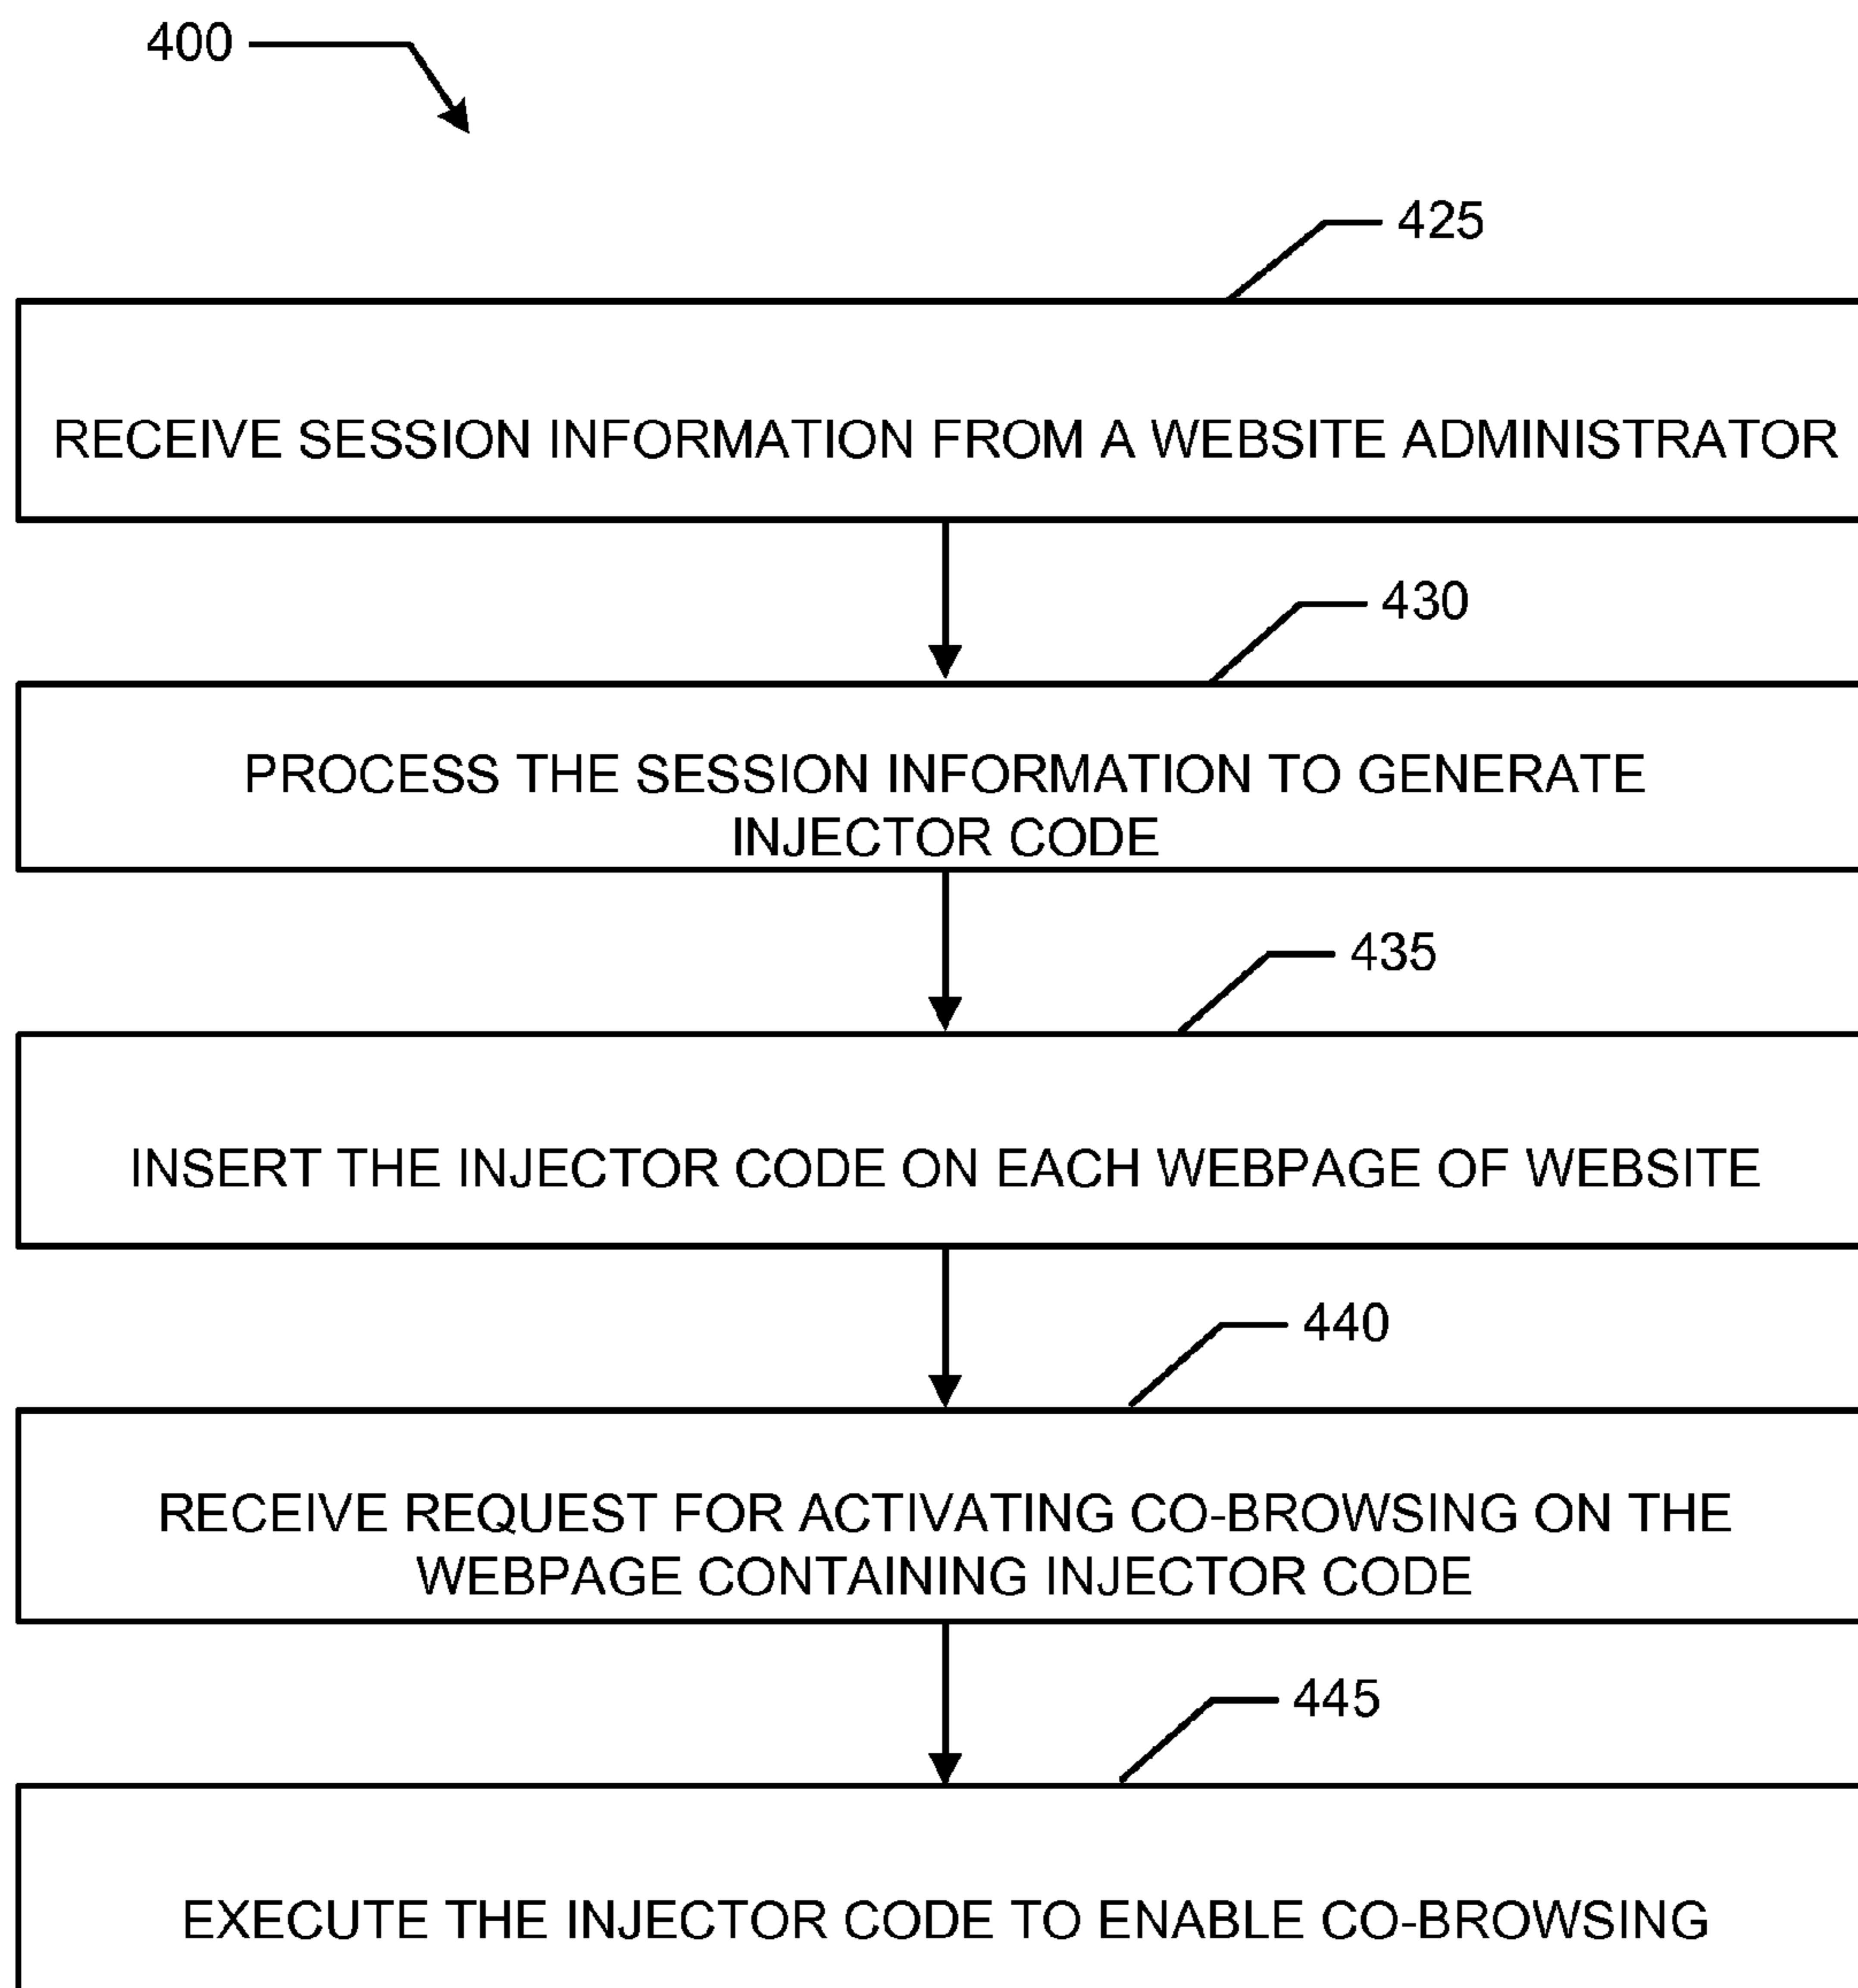 400
425
RECEIVE SESSION INFORMATION FROM A WEBSITE ADMINISTRATOR
430
PROCESS THE SESSION INFORMATION TO GENERATE
INJECTOR CODE
435
INSERT THE INJECTOR CODE ON EACH WEBPAGE OF WEBSITE
440
RECEIVE REQUEST FOR ACTIVATING CO-BROWSING ON THE
WEBPAGE CONTAINING INJECTOR CODE
445
EXECUTE THE INJECTOR CODE TO ENABLE CO-BROWSING